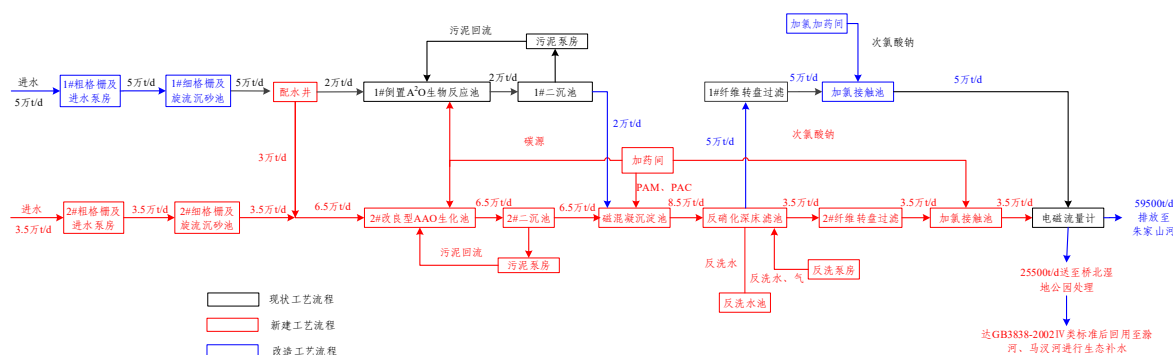 加氯加药间
次氯酸钠
污泥回流
污泥泵房
进水
5万t/d
1#粗格栅及
进水泵房
5万t/d
1#细格栅及
旋流沉砂池
5万t/d
配水井
2万t/d
1#倒置A²O生物反应池
2万t/d
1#二沉池
1#纤维转盘过滤
5万t/d
加氯接触池
5万t/d
3万t/d
碳源
2万t/d
加药间
5万t/d
次氯酸钠
PAM、PAC
进水
3.5万t/d
2#粗格栅及
进水泵房
3.5万t/d
2#细格栅及
旋流沉砂池
3.5万t/d
6.5万t/d
2#改良型AAO生化池
6.5万t/d
2#二沉池
6.5万t/d
磁混凝沉淀池
8.5万t/d
反硝化深床滤池
3.5万t/d
2#纤维转盘过滤
3.5万t/d
加氯接触池
3.5万t/d
电磁流量计
59500t/d
排放至
朱家山河
污泥回流
污泥泵房
反洗水
反洗水、气
反洗泵房
反洗水池
25500t/d送至桥北湿
地公园处理
达GB3838-2002IV类标准后回用至滁
河、马汊河进行生态补水
现状工艺流程
新建工艺流程
改造工艺流程